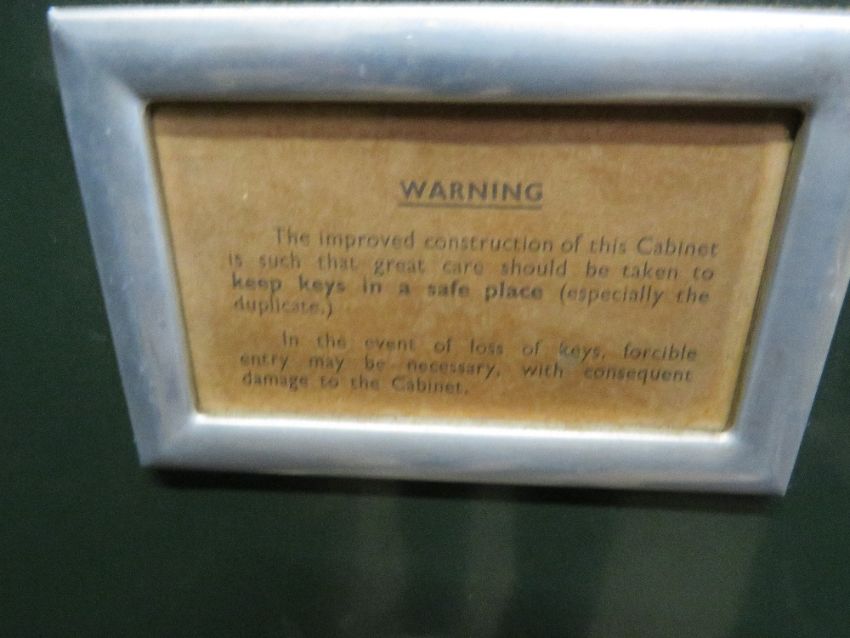 WARNING
The improved construction of this Cabinet
is such that great care should be taken to
keep keys in a safe place (especially the
duplicate.)
In the event of loss of keys, forcible
entry may be necessary, with consequent
damage to the Cabinet.